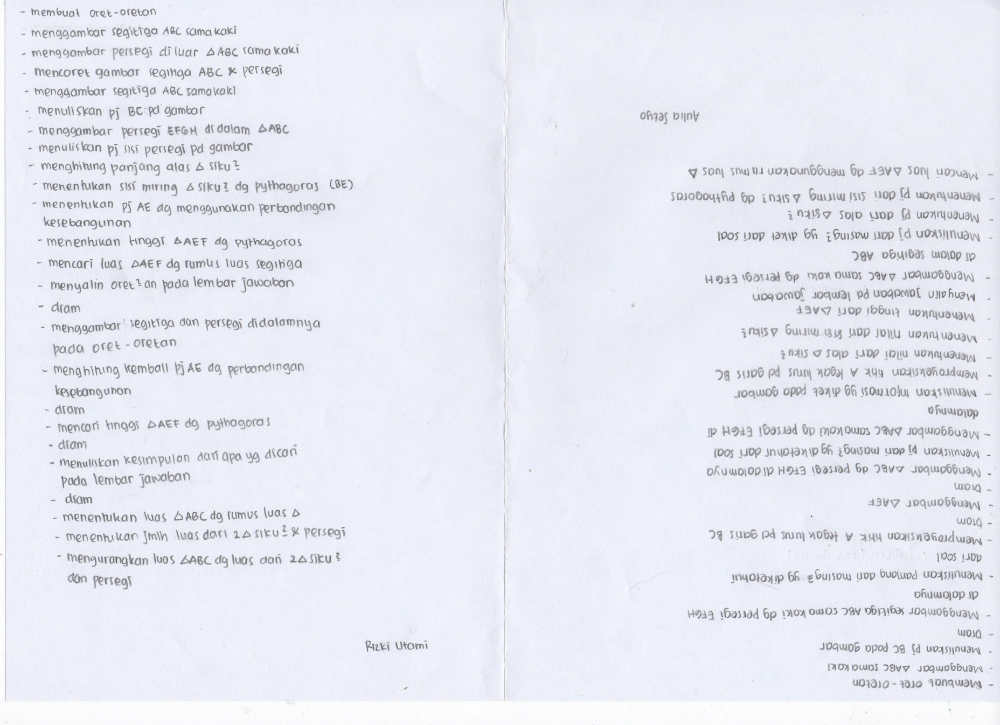 - membuat oret-oretan
- menggambar segitiga ABC sama kaki
- menggambar persegi diluar △ABC sama kaki
- mencoret gambar segitiga ABC & persegi
- menggambar segitiga ABC samakaki
- menuliskan pj BC pd gambar
- menggambar persegi EFGH didalam △ABC
- menuliskan pj sisi persegi pd gambar
- menghitung panjang alas △ siku²
- menentukan sisi miring △ siku² dg pythagoras (BE)
- menentukan pj AE dg menggunakan perbandingan
kesebangunan
- menentukan tinggi △AEF dg pythagoras
- mencari luas △AEF dg rumus luas segitiga
- menyalin oret²an pada lembar jawaban
- diam
- menggambar segitiga dan persegi didalamnya
pada oret-oretan
- menghitung kembali pj AE dg perbandingan
kesebangunan
- diam
- mencari tinggi △AEF dg pythagoras
- diam
- menuliskan kesimpulan dari apa yg dicari
pada lembar jawaban
- diam
- menentukan luas △ABC dg rumus luas △
- menentukan jmlh luas dari 2△ siku² & persegi
- mengurangkan luas △ABC dg luas dari 2△ siku²
dan persegi
Rizki Utami
- Membuat oret-oretan
- Menggambar △ABC sama kaki
- Menuliskan pj BC pada gambar
- Diam
- Menggambar segitiga ABC sama kaki dg persegi EFGH
di dalamnya
- Menuliskan panjang dari masing² yg diketahui
dari soal
- Memproyeksikan titik A tegak lurus pd garis BC
- Diam
- Menggambar △AEF
- Diam
- Menggambar △ABC dg persegi EFGH didalamnya
- Menuliskan pj dari masing² yg diketahui dari soal
- Menggambar △ABC samakaki dg persegi EFGH di
dalamnya
- Menuliskan informasi yg diket pada gambar
- Memproyeksikan titik A tegak lurus pd garis BC
- Menentukan nilai dari alas △ siku²
- Menentukan nilai dari sisi miring △siku²
- Menentukan tinggi dari △AEF
- Menyalin jawaban pd lembar jawaban
- Menggambar △ABC sama kaki dg persegi EFGH
di dalam segitiga ABC
- Menuliskan pj dari masing² yg diket dari soal
- Menentukan pj dari alas △siku²
- Menentukan pj dari sisi miring △siku² dg pythagoras
- Mencari luas △AEF dg menggunakan rumus luas △
Aulia Setyo